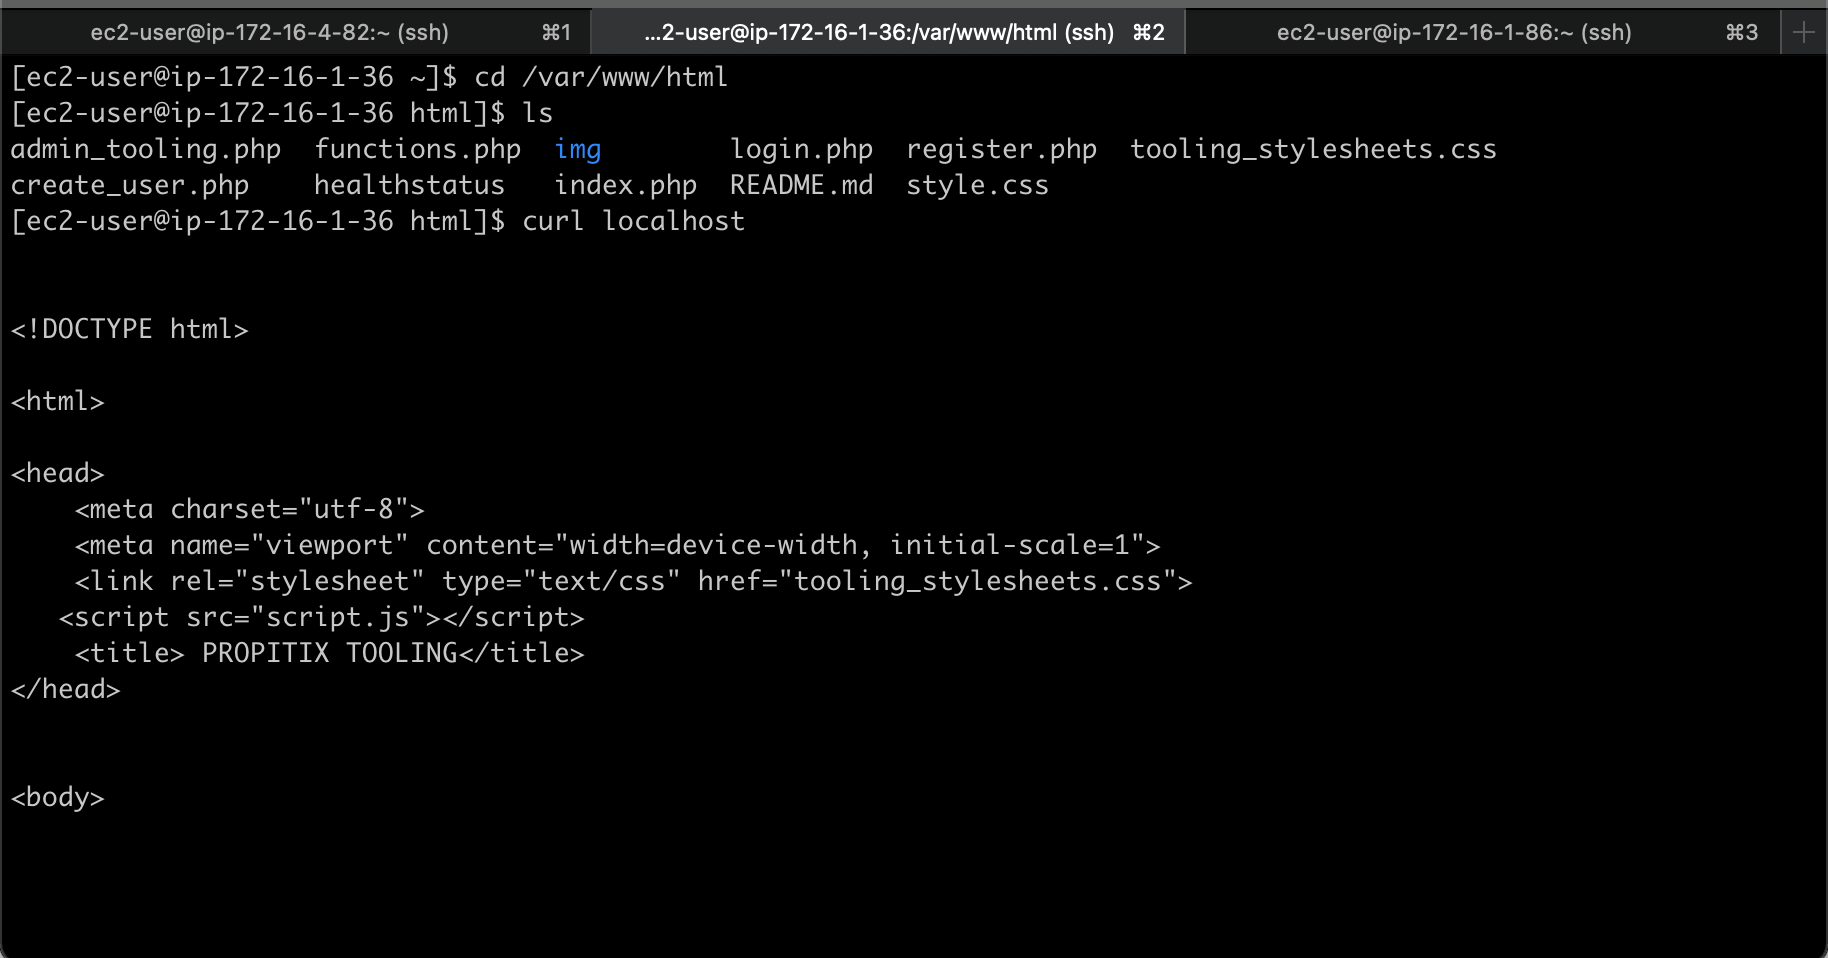 ec2-user@ip-172-16-4-82:~ (ssh) ⌘1 ...2-user@ip-172-16-1-36:/var/www/html (ssh) ⌘2 ec2-user@ip-172-16-1-86:~ (ssh) ⌘3 +
[ec2-user@ip-172-16-1-36 ~]$ cd /var/www/html
[ec2-user@ip-172-16-1-36 html]$ ls
admin_tooling.php  functions.php  img        login.php  register.php  tooling_stylesheets.css
create_user.php    healthstatus   index.php  README.md  style.css
[ec2-user@ip-172-16-1-36 html]$ curl localhost
<!DOCTYPE html>
<html>
<head>
    <meta charset="utf-8">
    <meta name="viewport" content="width=device-width, initial-scale=1">
    <link rel="stylesheet" type="text/css" href="tooling_stylesheets.css">
   <script src="script.js"></script>
    <title> PROPITIX TOOLING</title>
</head>
<body>